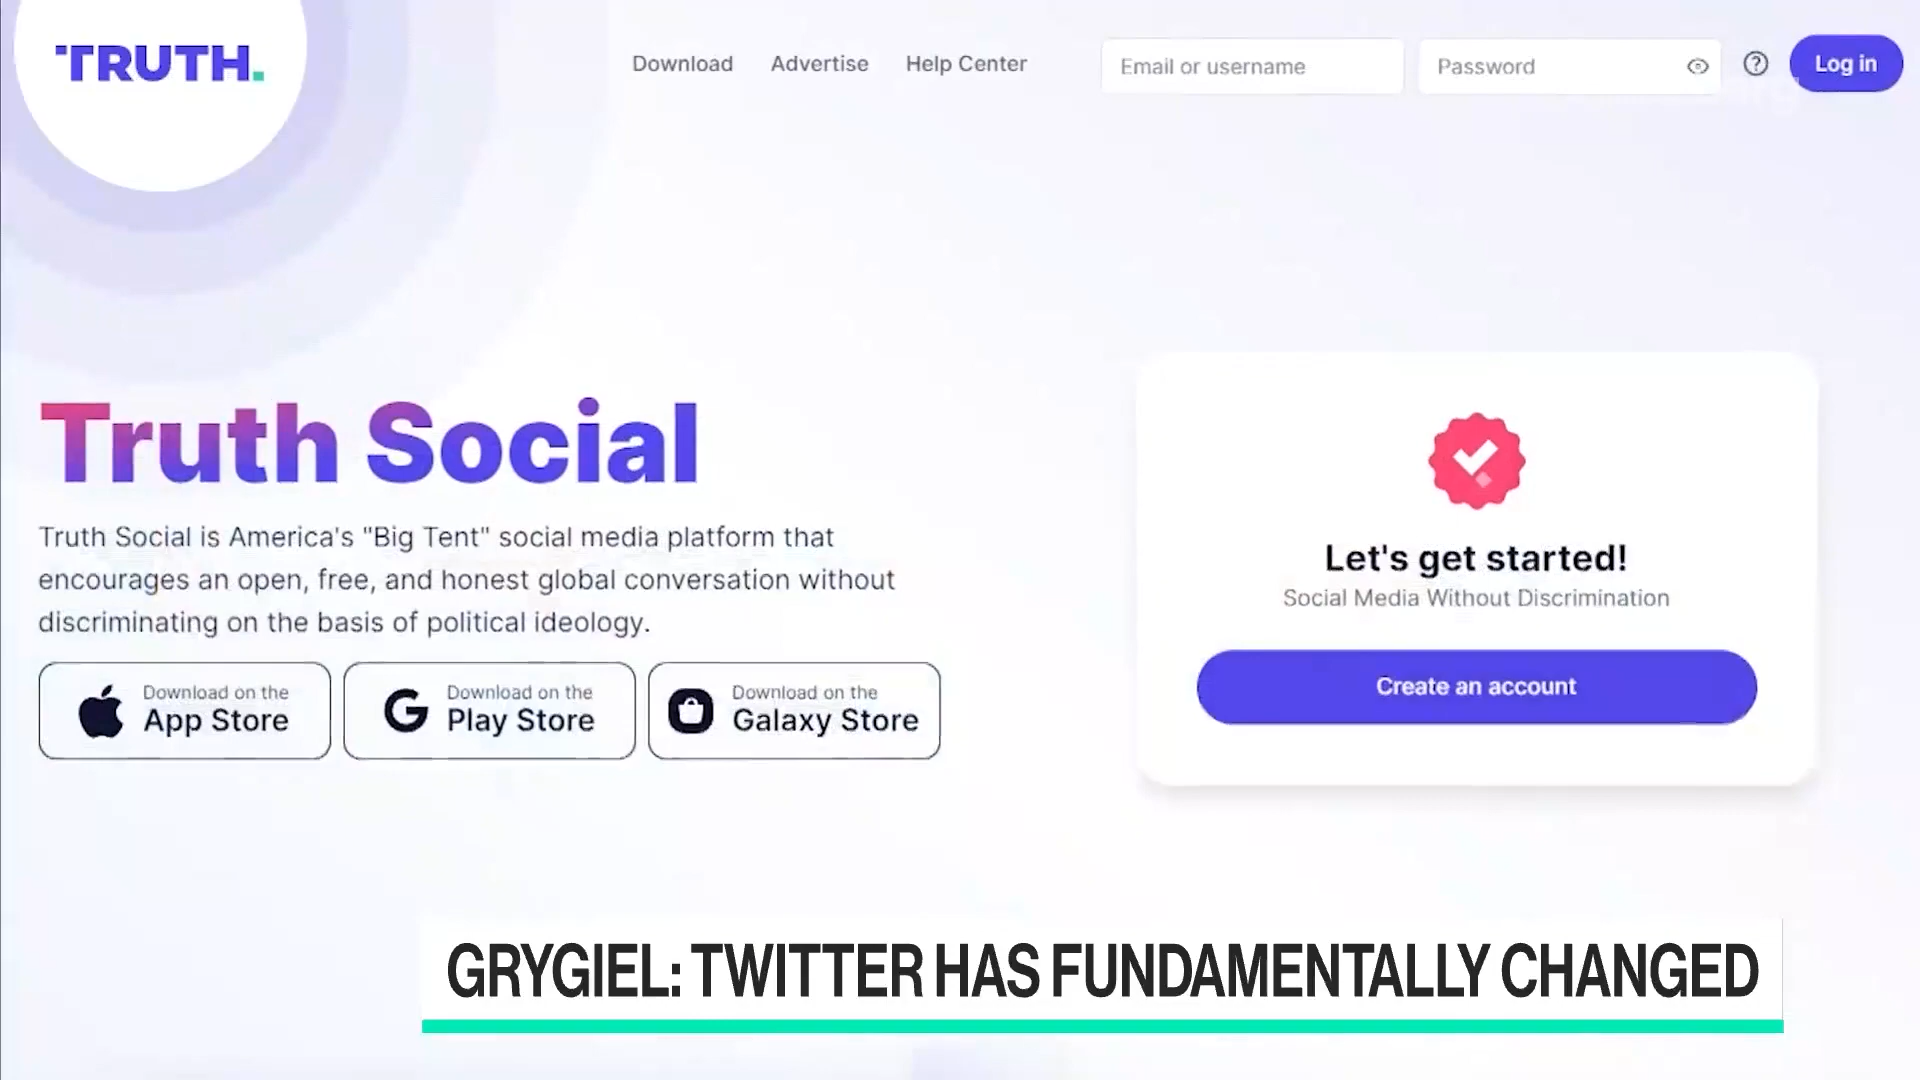 TRUTH.
Download
Advertise
Help Center
Email or username
Password
Log in
Truth Social
Truth Social is America's "Big Tent" social media platform that
encourages an open, free, and honest global conversation without
discriminating on the basis of political ideology.
Download on the
App Store
Download on the
Play Store
Download on the
Galaxy Store
Let's get started!
Social Media Without Discrimination
Create an account
GRYGIEL: TWITTER HAS FUNDAMENTALLY CHANGED